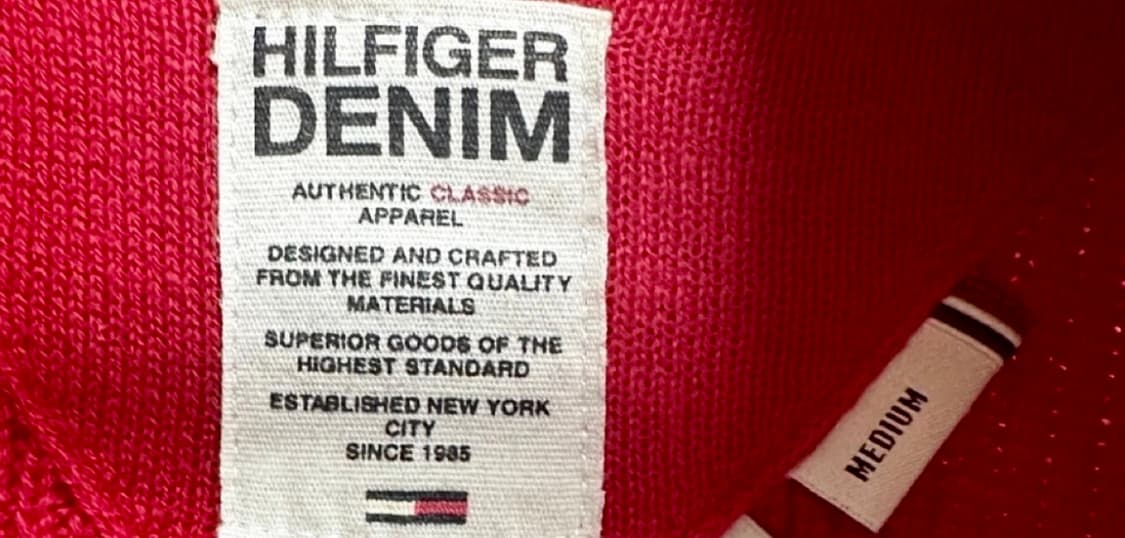 HILFIGER
DENIM
AUTHENTIC CLASSIC
APPAREL
DESIGNED AND CRAFTED
FROM THE FINEST QUALITY
MATERIALS
SUPERIOR GOODS OF THE
HIGHEST STANDARD
ESTABLISHED NEW YORK
CITY
SINCE 1985
MEDIUM